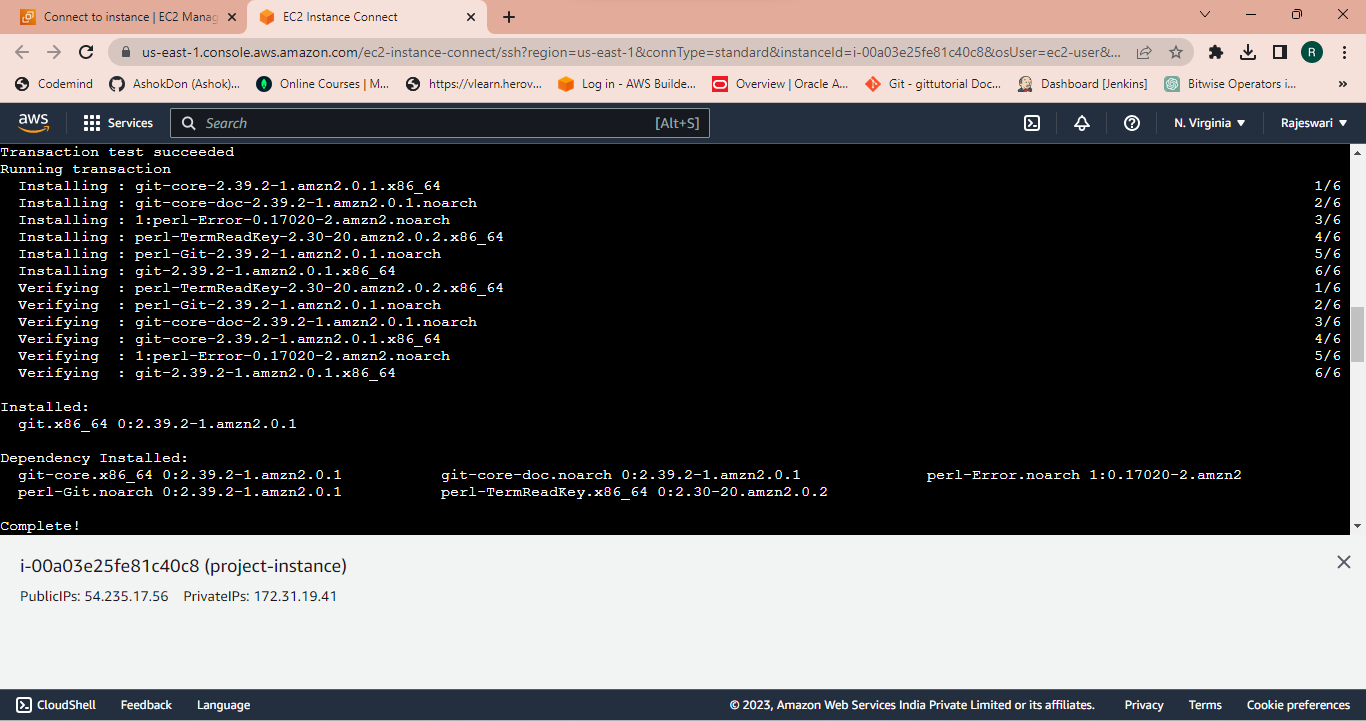 Connect to instance | EC2 Manag
EC2 Instance Connect
us-east-1.console.aws.amazon.com/ec2-instance-connect/ssh?region=us-east-1&connType=standard&instanceId=i-00a03e25fe81c40c8&osUser=ec2-user&...
R
Codemind
AshokDon (Ashok)...
Online Courses | M...
https://vlearn.herov...
Log in - AWS Builde...
Overview | Oracle A...
Git - gittutorial Doc...
Dashboard [Jenkins]
Bitwise Operators i...
aws Services Search [Alt+S] N. Virginia Rajeswari
Transaction test succeeded
Running transaction
Installing : git-core-2.39.2-1.amzn2.0.1.x86_64 1/6
Installing : git-core-doc-2.39.2-1.amzn2.0.1.noarch 2/6
Installing : 1:perl-Error-0.17020-2.amzn2.noarch 3/6
Installing : perl-TermReadKey-2.30-20.amzn2.0.2.x86_64 4/6
Installing : perl-Git-2.39.2-1.amzn2.0.1.noarch 5/6
Installing : git-2.39.2-1.amzn2.0.1.x86_64 6/6
Verifying : perl-TermReadKey-2.30-20.amzn2.0.2.x86_64 1/6
Verifying : perl-Git-2.39.2-1.amzn2.0.1.noarch 2/6
Verifying : git-core-doc-2.39.2-1.amzn2.0.1.noarch 3/6
Verifying : git-core-2.39.2-1.amzn2.0.1.x86_64 4/6
Verifying : 1:perl-Error-0.17020-2.amzn2.noarch 5/6
Verifying : git-2.39.2-1.amzn2.0.1.x86_64 6/6
Installed:
git.x86_64 0:2.39.2-1.amzn2.0.1
Dependency Installed:
git-core.x86_64 0:2.39.2-1.amzn2.0.1 git-core-doc.noarch 0:2.39.2-1.amzn2.0.1 perl-Error.noarch 1:0.17020-2.amzn2
perl-Git.noarch 0:2.39.2-1.amzn2.0.1 perl-TermReadKey.x86_64 0:2.30-20.amzn2.0.2
Complete!
i-00a03e25fe81c40c8 (project-instance)
PublicIPs: 54.235.17.56 PrivateIPs: 172.31.19.41
CloudShell Feedback Language © 2023, Amazon Web Services India Private Limited or its affiliates. Privacy Terms Cookie preferences